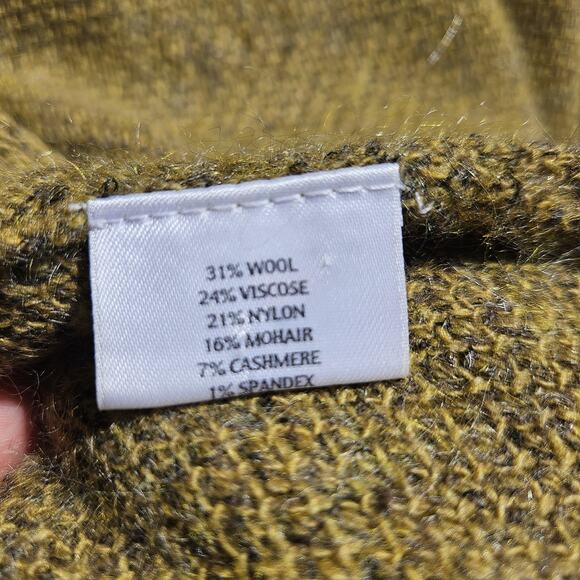 31% WOOL
24% VISCOSE
21% NYLON
16% MOHAIR
7% CASHMERE
1% SPANDEX